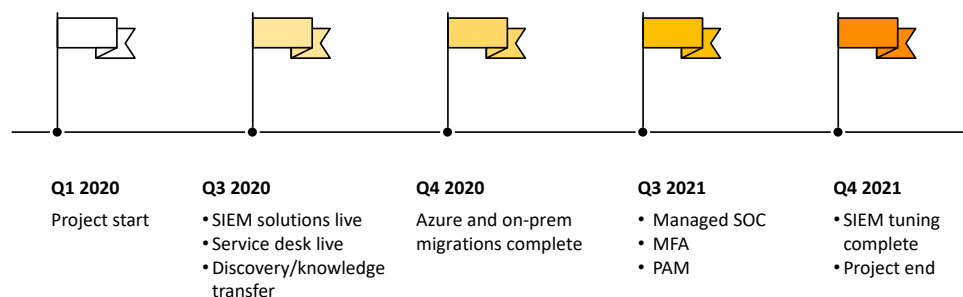 Q1 2020
Project start
Q3 2020
• SIEM solutions live
• Service desk live
• Discovery/knowledge
transfer
Q4 2020
Azure and on-prem
migrations complete
Q3 2021
• Managed SOC
• MFA
• PAM
Q4 2021
• SIEM tuning
complete
• Project end